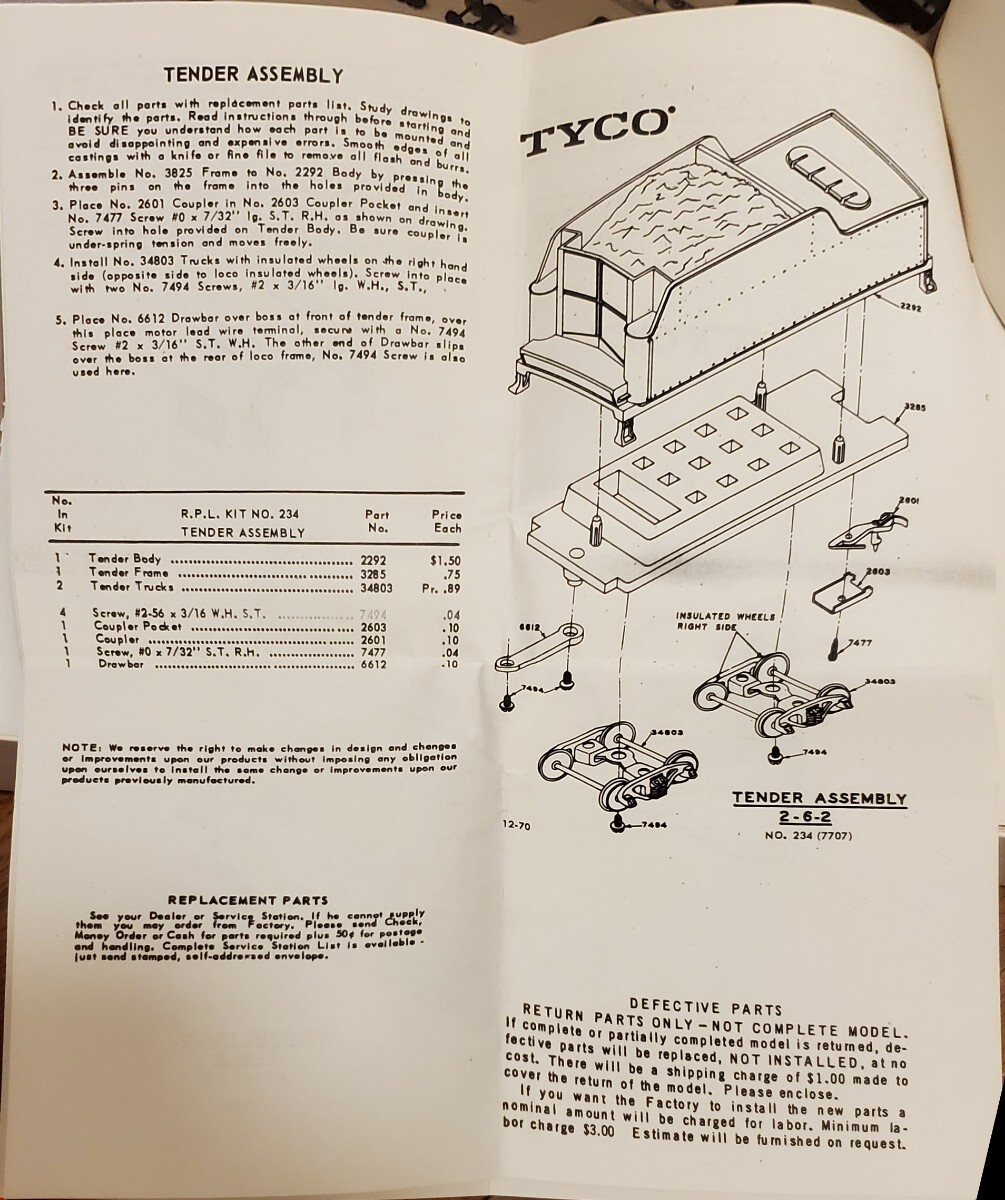 TENDER ASSEMBLY
1. Check all parts with replacement parts list. Study drawings to
identify the parts. Read instructions through before starting and
BE SURE you understand how each part is to be mounted and
avoid disappointing and expensive errors. Smooth edges of all
castings with a knife or fine file to remove all flash and burrs.
2. Assemble No. 3825 Frame to No. 2292 Body by pressing the
three pins on the frame into the holes provided in body.
3. Place No. 2601 Coupler in No. 2603 Coupler Pocket and insert
No. 7477 Screw #0 x 7/32" lg. S.T. R.H. as shown on drawing.
Screw into hole provided on Tender Body. Be sure coupler is
under-spring tension and moves freely.
4. Install No. 34803 Trucks with insulated wheels on the right hand
side (opposite side to loco insulated wheels). Screw into place
with two No. 7494 Screws, #2 x 3/16" lg. W.H., S.T.,
5. Place No. 6612 Drawbar over boss at front of tender frame, over
this place motor lead wire terminal, secure with a No. 7494
Screw #2 x 3/16" S.T. W.H. The other end of Drawbar slips
over the boss at the rear of loco frame, No. 7494 Screw is also
used here.
No.
In R.P.L. KIT NO. 234 Part Price
Kit TENDER ASSEMBLY No. Each
1 Tender Body 2292 $1.50
1 Tender Frame 3285 .75
2 Tender Trucks 34803 Pr. .89
4 Screw, #2-56 x 3/16 W.H. S.T. 7494 .04
1 Coupler Pocket 2603 .10
1 Coupler 2601 .10
1 Screw, #0 x 7/32" S.T. R.H. 7477 .04
1 Drawbar 6612 .10
NOTE: We reserve the right to make changes in design and changes
or improvements upon our products without imposing any obligation
upon ourselves to install the same change or improvements upon our
products previously manufactured.
REPLACEMENT PARTS
See your Dealer or Service Station. If he cannot supply
them you may order from Factory. Please send Check,
Money Order or Cash for parts required plus 50¢ for postage
and handling. Complete Service Station List is available -
just send stamped, self-addressed envelope.
TYCO
2292
3285
2601
2603
7477
6612
7494
INSULATED WHEELS
RIGHT SIDE
34803
7494
34803
7494
TENDER ASSEMBLY
2-6-2
NO. 234 (7707)
12-70
DEFECTIVE PARTS
RETURN PARTS ONLY - NOT COMPLETE MODEL.
If complete or partially completed model is returned, de-
fective parts will be replaced, NOT INSTALLED, at no
cost. There will be a shipping charge of $1.00 made to
cover the return of the model. Please enclose.
If you want the Factory to install the new parts a
nominal amount will be charged for labor. Minimum la-
bor charge $3.00 Estimate will be furnished on request.